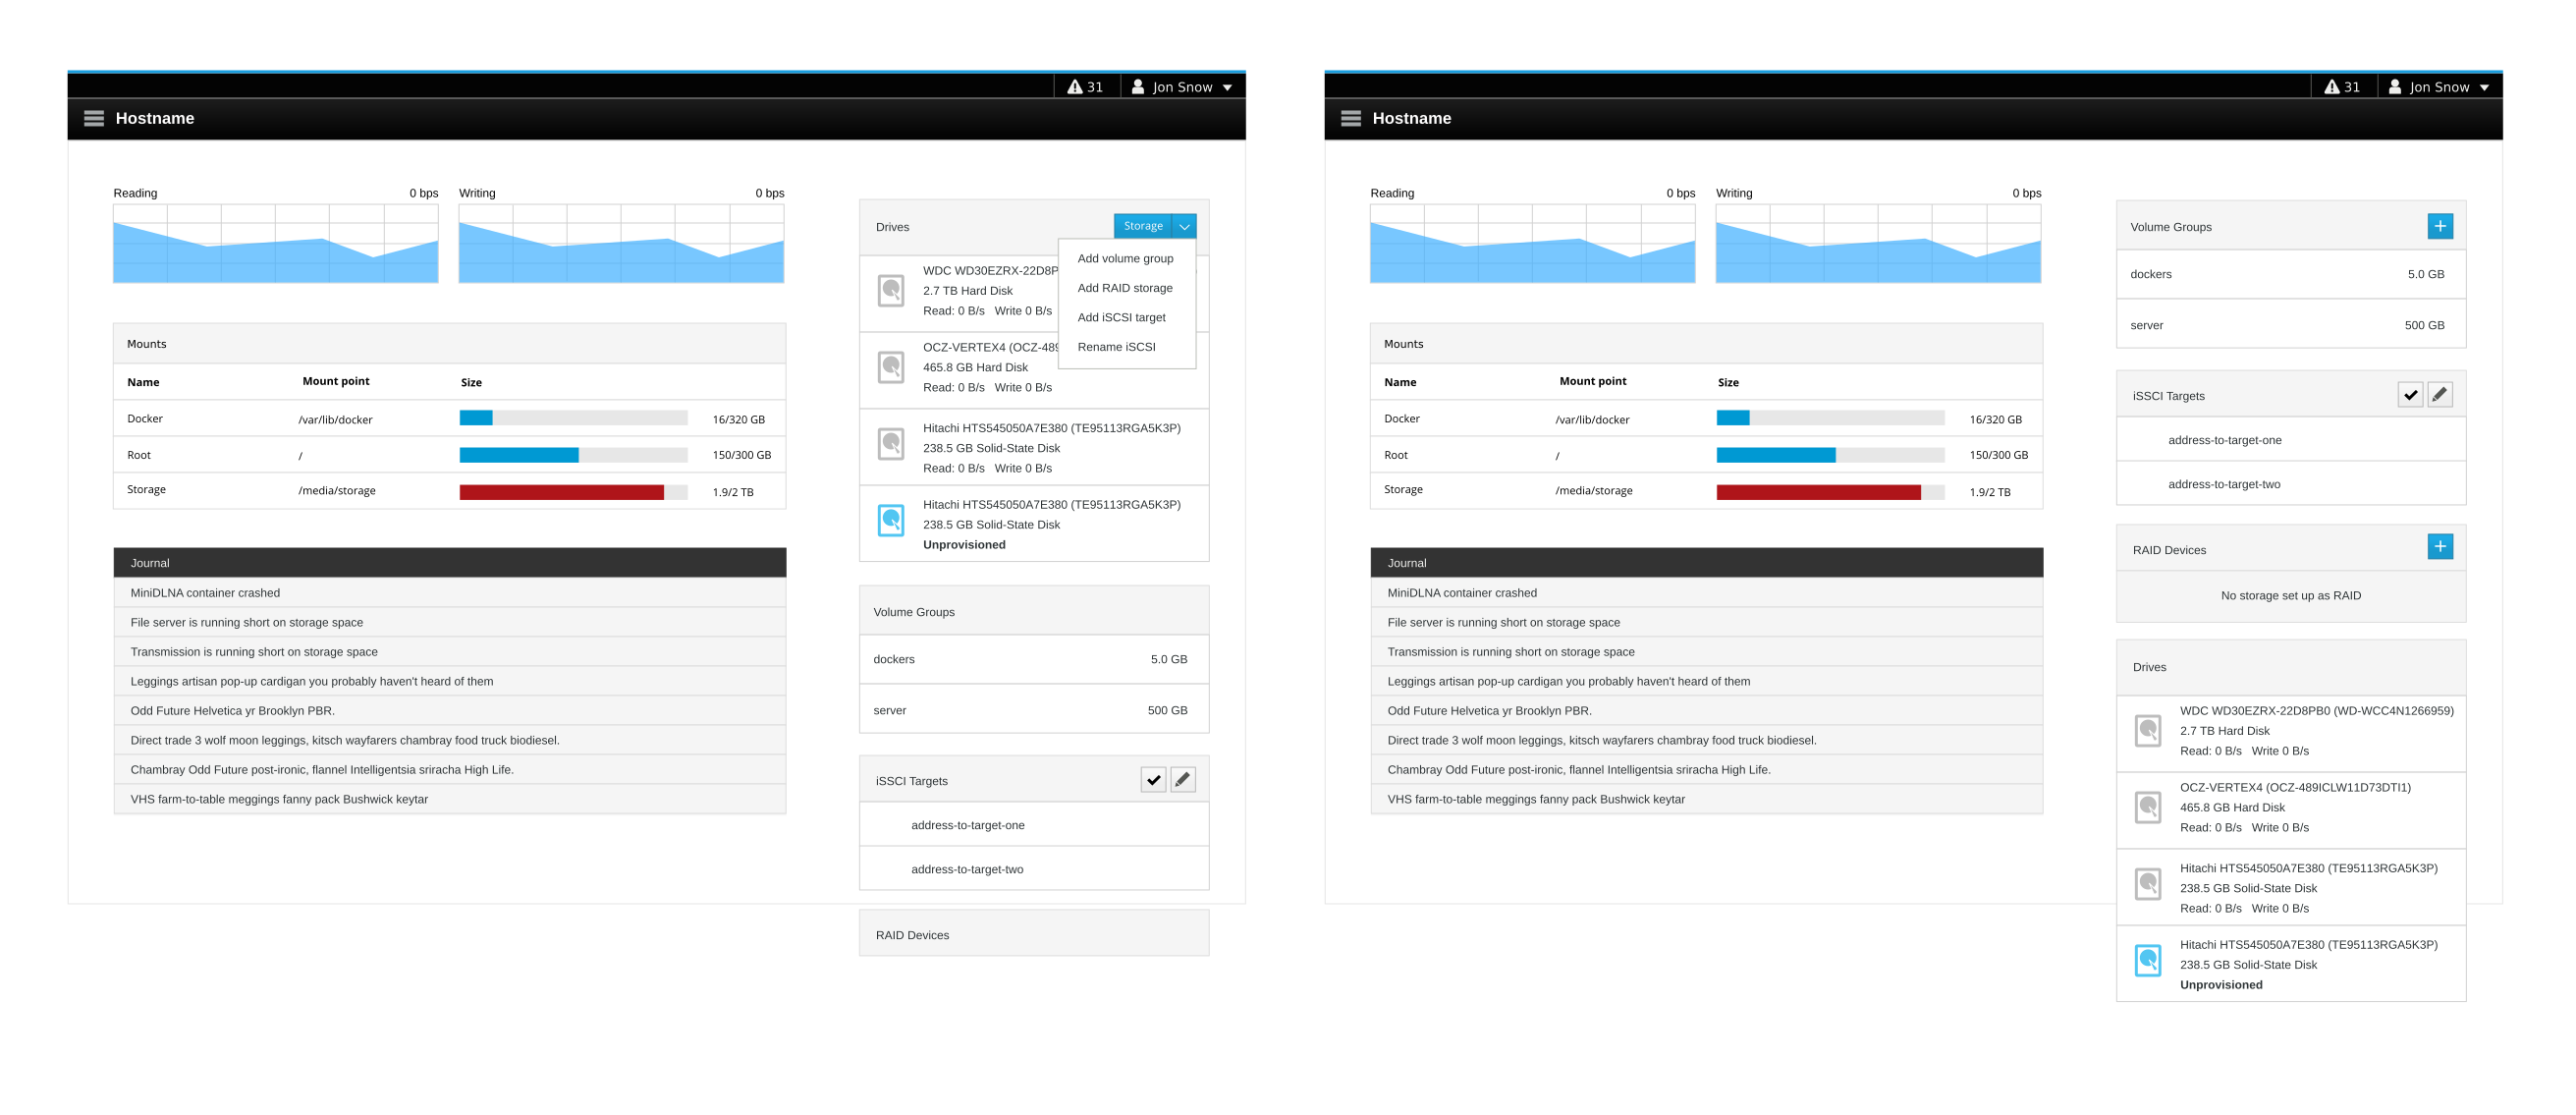 31 Jon Snow
Hostname
Reading 0 bps Writing 0 bps
Mounts
Name Mount point Size
Docker /var/lib/docker 16/320 GB
Root / 150/300 GB
Storage /media/storage 1.9/2 TB
Journal
MiniDLNA container crashed
File server is running short on storage space
Transmission is running short on storage space
Leggings artisan pop-up cardigan you probably haven't heard of them
Odd Future Helvetica yr Brooklyn PBR.
Direct trade 3 wolf moon leggings, kitsch wayfarers chambray food truck biodiesel.
Chambray Odd Future post-ironic, flannel Intelligentsia sriracha High Life.
VHS farm-to-table meggings fanny pack Bushwick keytar
Drives Storage
Add volume group
Add RAID storage
Add iSCSI target
Rename iSCSI
WDC WD30EZRX-22D8P
2.7 TB Hard Disk
Read: 0 B/s Write 0 B/s
OCZ-VERTEX4 (OCZ-489
465.8 GB Hard Disk
Read: 0 B/s Write 0 B/s
Hitachi HTS545050A7E380 (TE95113RGA5K3P)
238.5 GB Solid-State Disk
Read: 0 B/s Write 0 B/s
Hitachi HTS545050A7E380 (TE95113RGA5K3P)
238.5 GB Solid-State Disk
Unprovisioned
Volume Groups
dockers 5.0 GB
server 500 GB
iSSCI Targets
address-to-target-one
address-to-target-two
RAID Devices
31 Jon Snow
Hostname
Reading 0 bps Writing 0 bps
Mounts
Name Mount point Size
Docker /var/lib/docker 16/320 GB
Root / 150/300 GB
Storage /media/storage 1.9/2 TB
Journal
MiniDLNA container crashed
File server is running short on storage space
Transmission is running short on storage space
Leggings artisan pop-up cardigan you probably haven't heard of them
Odd Future Helvetica yr Brooklyn PBR.
Direct trade 3 wolf moon leggings, kitsch wayfarers chambray food truck biodiesel.
Chambray Odd Future post-ironic, flannel Intelligentsia sriracha High Life.
VHS farm-to-table meggings fanny pack Bushwick keytar
Volume Groups
dockers 5.0 GB
server 500 GB
iSSCI Targets
address-to-target-one
address-to-target-two
RAID Devices
No storage set up as RAID
Drives
WDC WD30EZRX-22D8PB0 (WD-WCC4N1266959)
2.7 TB Hard Disk
Read: 0 B/s Write 0 B/s
OCZ-VERTEX4 (OCZ-489ICLW11D73DTI1)
465.8 GB Hard Disk
Read: 0 B/s Write 0 B/s
Hitachi HTS545050A7E380 (TE95113RGA5K3P)
238.5 GB Solid-State Disk
Read: 0 B/s Write 0 B/s
Hitachi HTS545050A7E380 (TE95113RGA5K3P)
238.5 GB Solid-State Disk
Unprovisioned